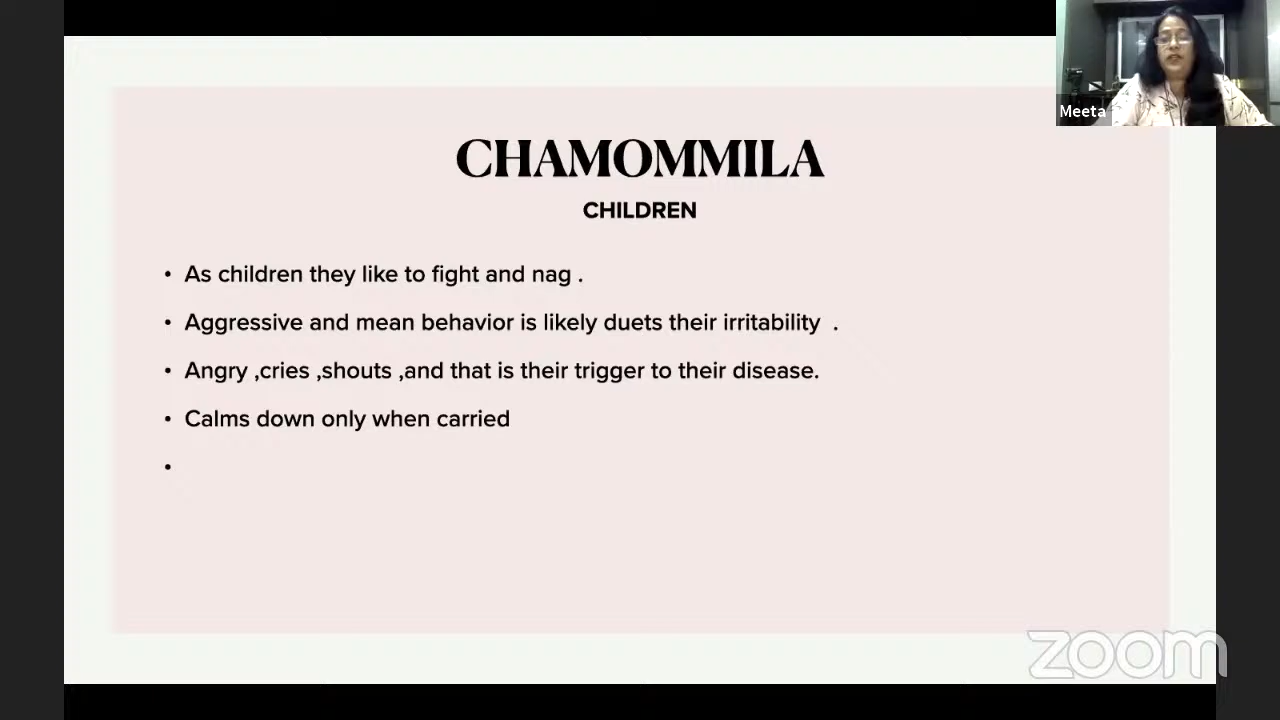 Meeta
CHAMOMMILA
CHILDREN
• As children they like to fight and nag .
• Aggressive and mean behavior is likely duets their irritability .
• Angry ,cries ,shouts ,and that is their trigger to their disease.
• Calms down only when carried
•
zoom